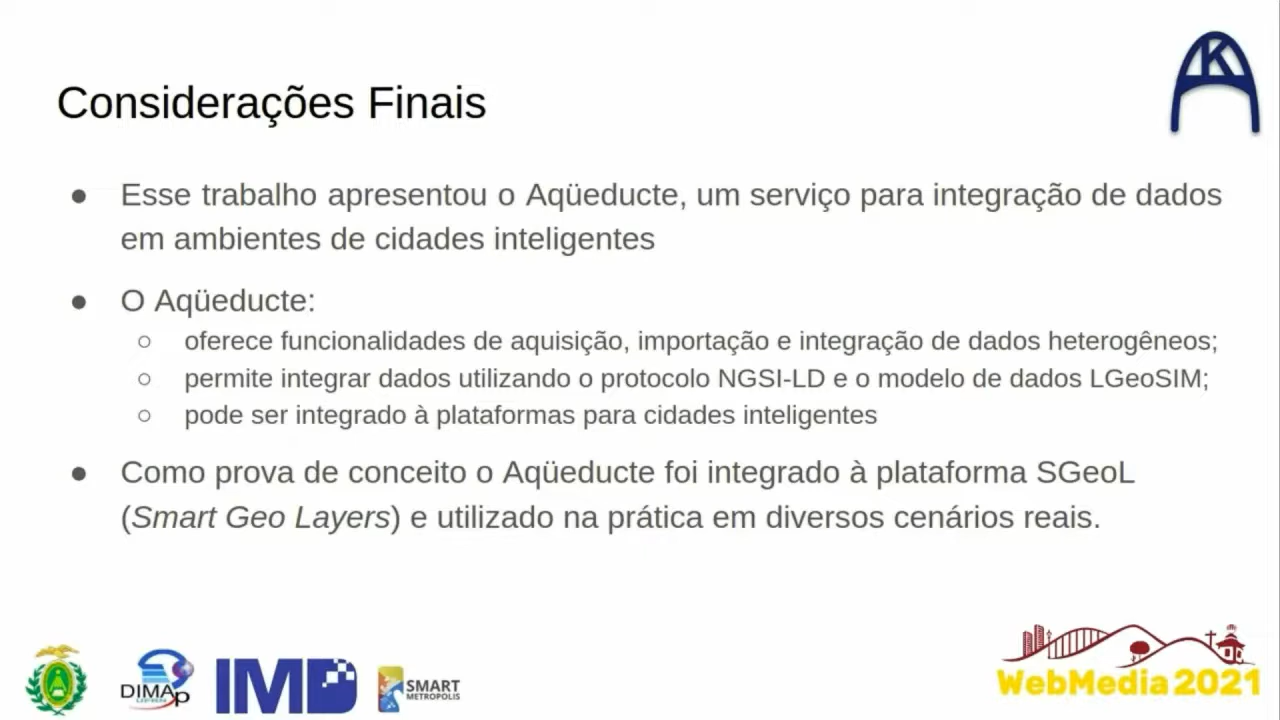 Considerações Finais
Esse trabalho apresentou o Aqüeducte, um serviço para integração de dados
em ambientes de cidades inteligentes
O Aqüeducte:
oferece funcionalidades de aquisição, importação e integração de dados heterogêneos;
permite integrar dados utilizando o protocolo NGSI-LD e o modelo de dados LGeoSIM;
pode ser integrado à plataformas para cidades inteligentes
Como prova de conceito o Aqüeducte foi integrado à plataforma SGeoL
(Smart Geo Layers) e utilizado na prática em diversos cenários reais.
DIMAp
IMD
SMART
METROPOLIS
WebMedia 2021